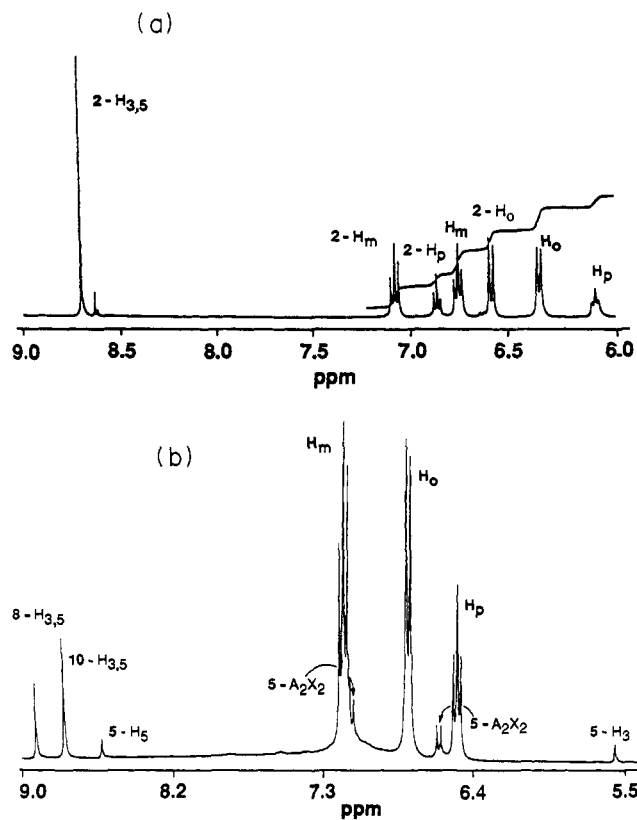 (a)
2-H3,5
2-Hm
2-Hp
Hm
2-Ho
Ho
Hp
9.0 8.5 8.0 7.5 7.0 6.5 6.0
ppm
(b)
Hm
Ho
Hp
8-H3,5
10-H3,5
5-H5
5-A2X2
5-A2X2
5-H3
9.0 8.2 7.3 6.4 5.5
ppm